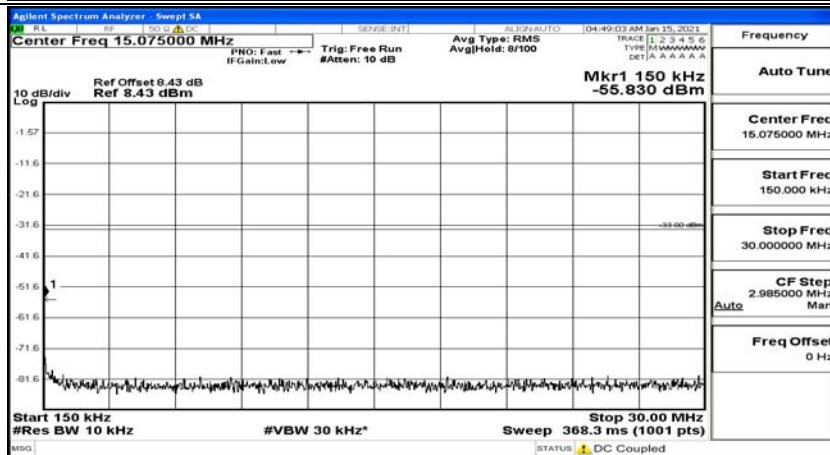 Agilent Spectrum Analyzer - Swept SA
RL RF 50 Ω DC SENSE:INT ALIGN AUTO 04:49:03 AM Jan 15, 2021
Center Freq 15.075000 MHz
PNO: Fast
IFGain:Low
Trig: Free Run
#Atten: 10 dB
Avg Type: RMS
Avg|Hold: 8/100
TRACE 1 2 3 4 5 6
TYPE M W W W W W
DET A A A A A A
Ref Offset 8.43 dB
10 dB/div Ref 8.43 dBm
Log
Mkr1 150 kHz
-55.830 dBm
-1.57
-11.6
-21.6
-31.6
-33.00 dBm
-41.6
-51.6
1
-61.6
-71.6
-81.6
Start 150 kHz Stop 30.00 MHz
#Res BW 10 kHz #VBW 30 kHz* Sweep 368.3 ms (1001 pts)
MSG STATUS DC Coupled
Frequency
Auto Tune
Center Freq
15.075000 MHz
Start Freq
150.000 kHz
Stop Freq
30.000000 MHz
CF Step
2.985000 MHz
Auto Man
Freq Offset
0 Hz